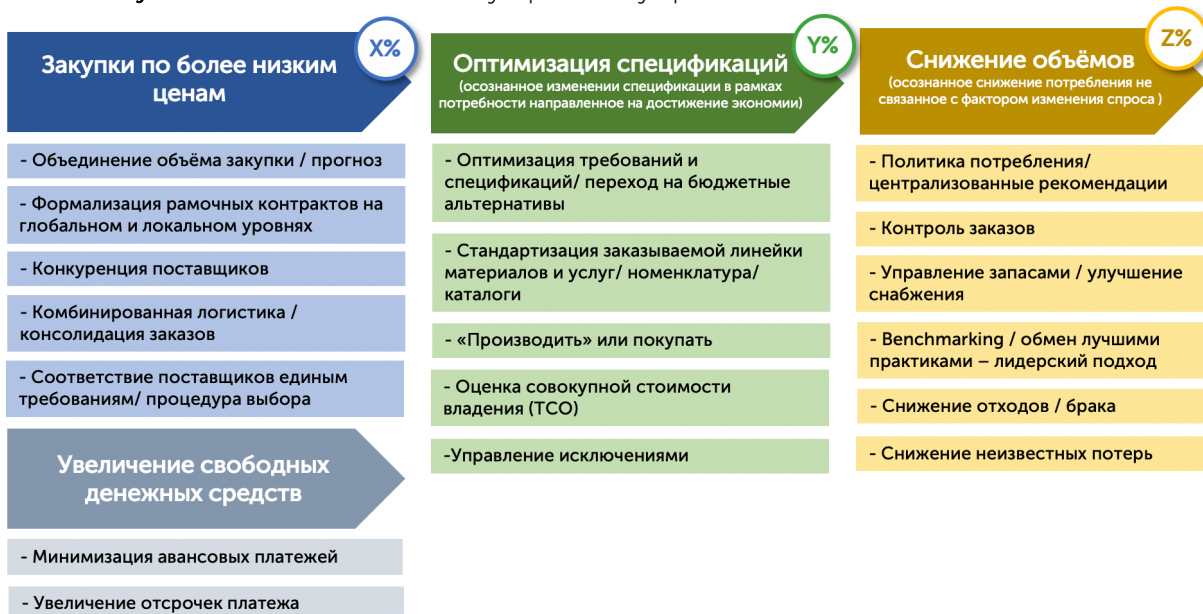 X%
Закупки по более низким
ценам
- Объединение объёма закупки / прогноз
- Формализация рамочных контрактов на
глобальном и локальном уровнях
- Конкуренция поставщиков
- Комбинированная логистика /
консолидация заказов
- Соответствие поставщиков единым
требованиям/ процедура выбора
Увеличение свободных
денежных средств
- Минимизация авансовых платежей
- Увеличение отсрочек платежа
Y%
Оптимизация спецификаций
(осознанное изменении спецификации в рамках
потребности направленное на достижение экономии)
- Оптимизация требований и
спецификаций/ переход на бюджетные
альтернативы
- Стандартизация заказываемой линейки
материалов и услуг/ номенклатура/
каталоги
- «Производить» или покупать
- Оценка совокупной стоимости
владения (TCO)
-Управление исключениями
Z%
Снижение объёмов
(осознанное снижение потребления не
связанное с фактором изменения спроса )
- Политика потребления/
централизованные рекомендации
- Контроль заказов
- Управление запасами / улучшение
снабжения
- Benchmarking / обмен лучшими
практиками – лидерский подход
- Снижение отходов / брака
- Снижение неизвестных потерь